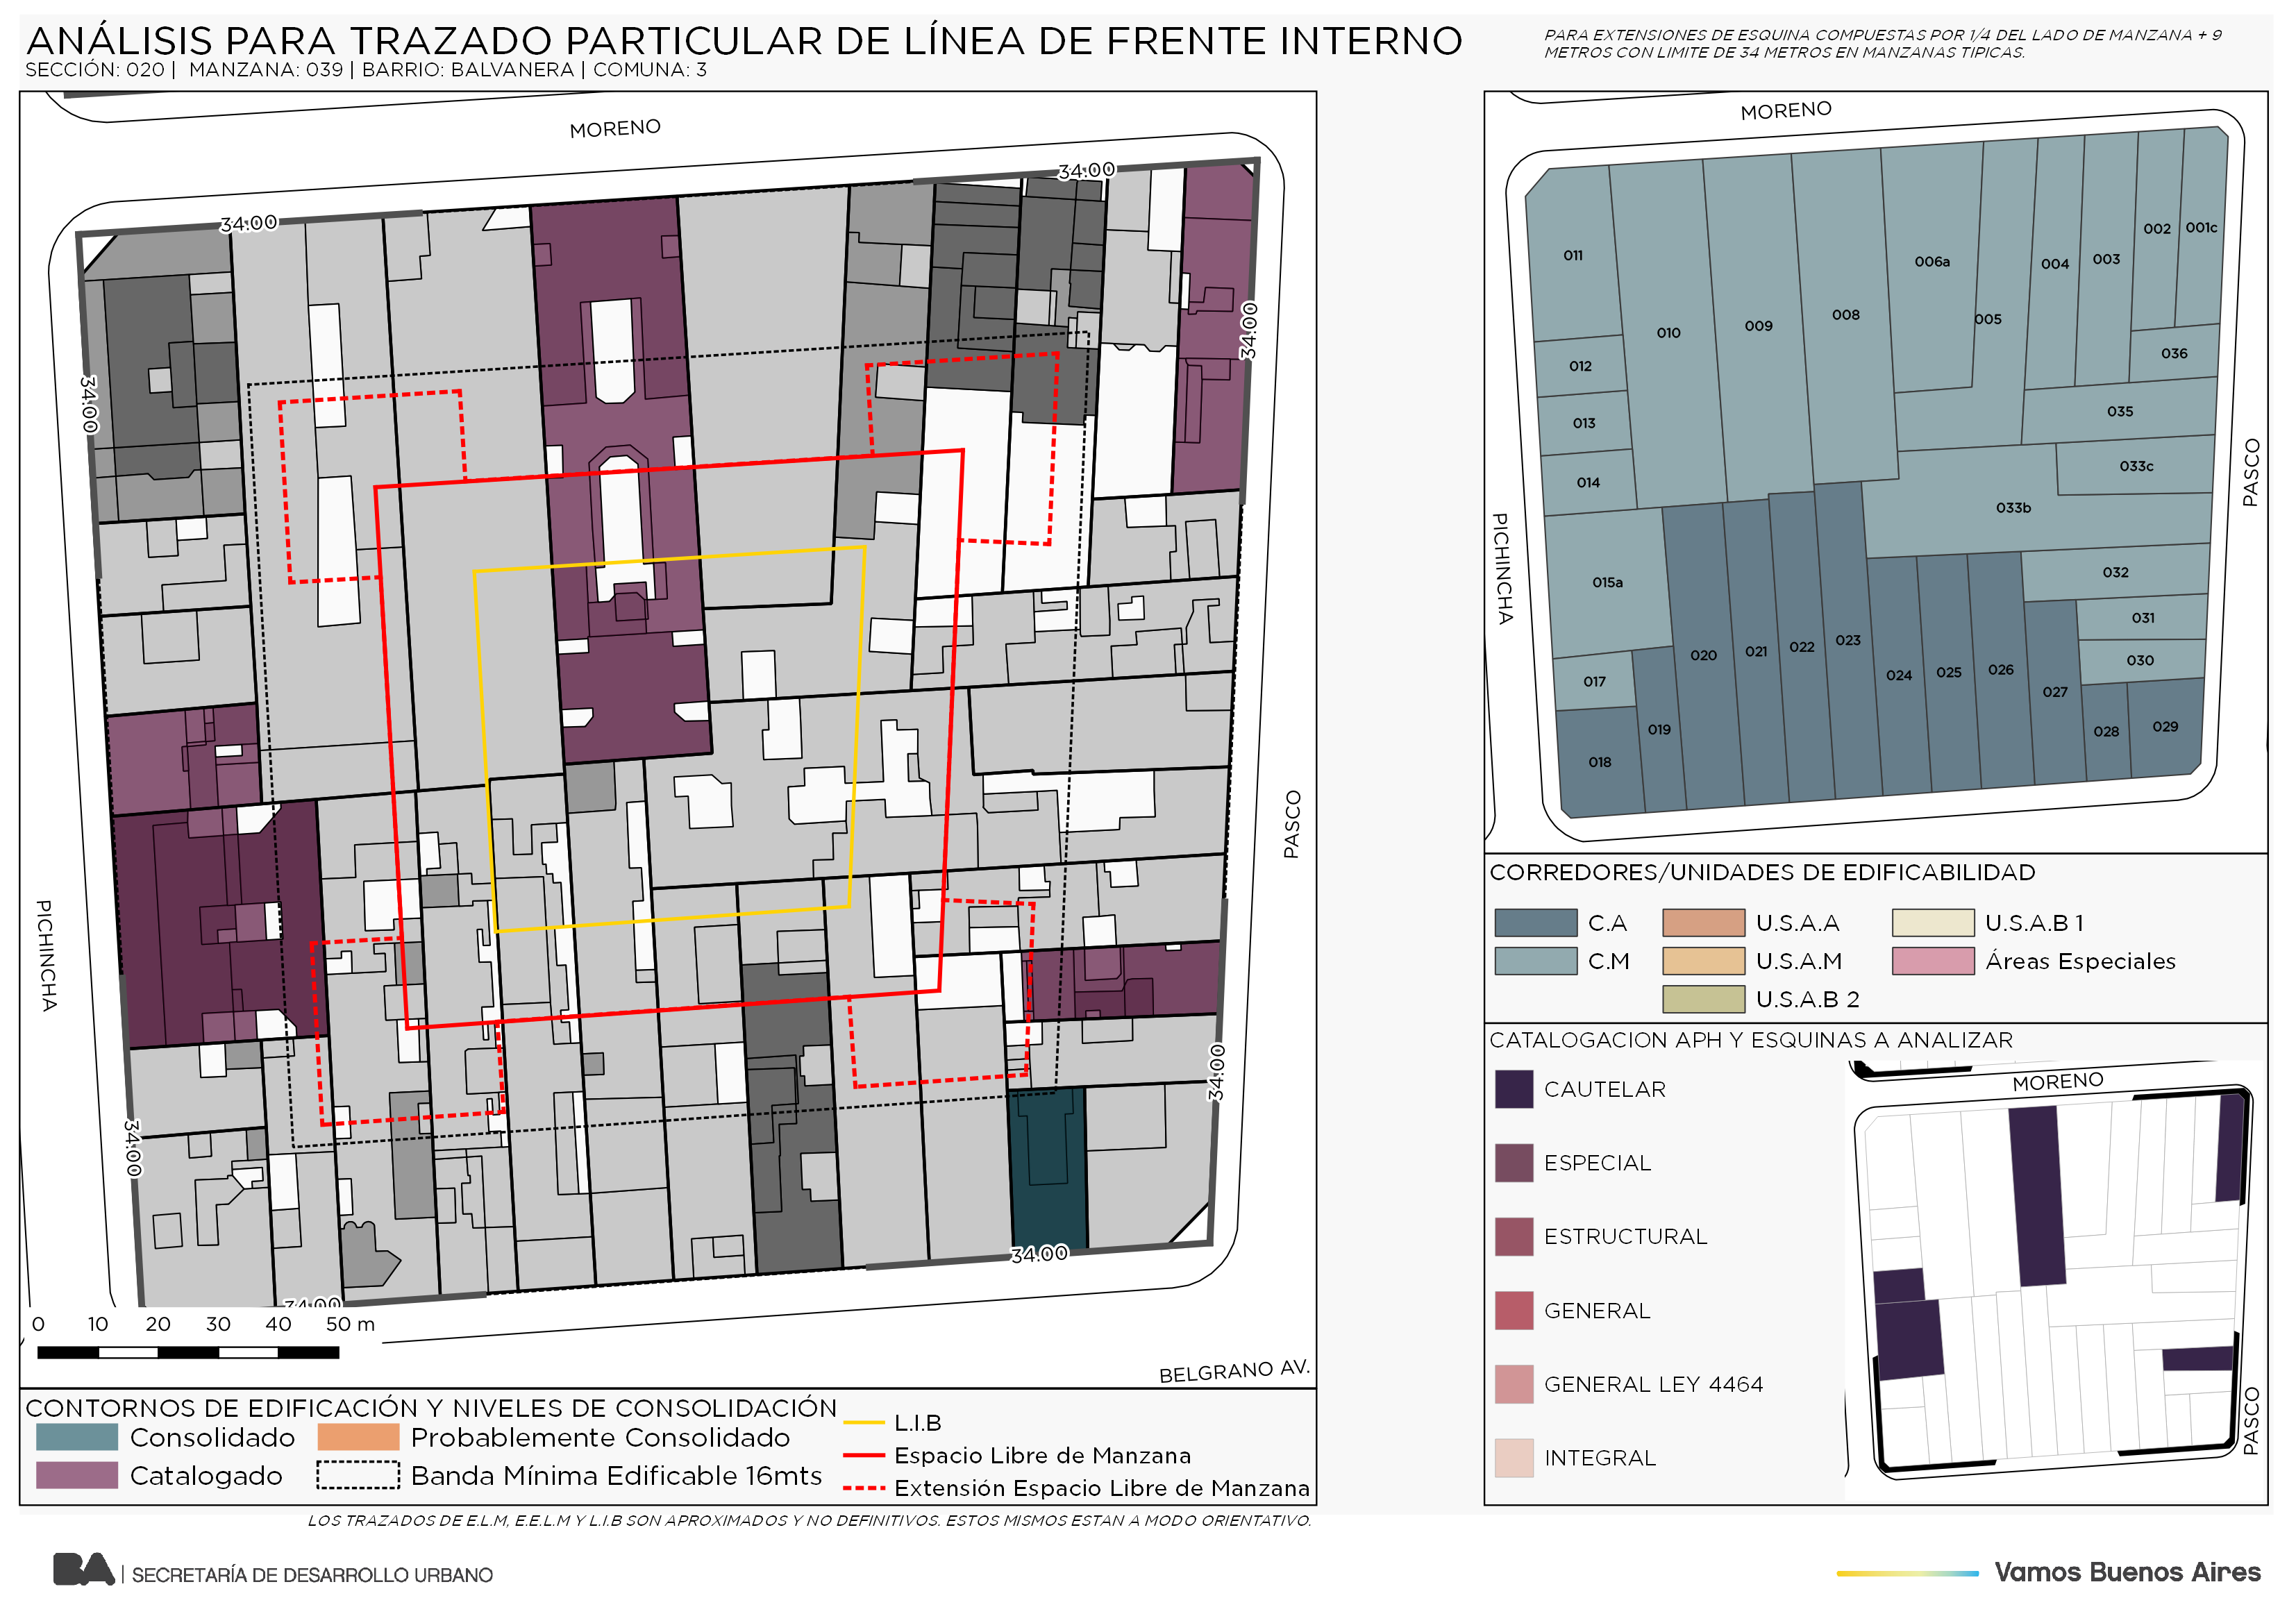 ANÁLISIS PARA TRAZADO PARTICULAR DE LÍNEA DE FRENTE INTERNO
SECCIÓN: 020 | MANZANA: 039 | BARRIO: BALVANERA | COMUNA: 3
PARA EXTENSIONES DE ESQUINA COMPUESTAS POR 1/4 DEL LADO DE MANZANA + 9
METROS CON LIMITE DE 34 METROS EN MANZANAS TIPICAS.
MORENO
34:00
34:00
34:00
34:00
PICHINCHA
PASCO
34:00
34:00
34:00
34:00
0 10 20 30 40 50 m
BELGRANO AV.
CONTORNOS DE EDIFICACIÓN Y NIVELES DE CONSOLIDACIÓN
Consolidado
Probablemente Consolidado
Catalogado
Banda Mínima Edificable 16mts
L.I.B
Espacio Libre de Manzana
Extensión Espacio Libre de Manzana
LOS TRAZADOS DE E.L.M, E.E.L.M Y L.I.B SON APROXIMADOS Y NO DEFINITIVOS. ESTOS MISMOS ESTAN A MODO ORIENTATIVO.
MORENO
PICHINCHA
PASCO
011
010
009
008
006a
005
004
003
002
001c
012
036
013
035
014
033c
033b
015a
032
031
030
017
020
021
022
023
024
025
026
027
019
018
028
029
CORREDORES/UNIDADES DE EDIFICABILIDAD
C.A
U.S.A.A
U.S.A.B 1
C.M
U.S.A.M
Áreas Especiales
U.S.A.B 2
CATALOGACION APH Y ESQUINAS A ANALIZAR
CAUTELAR
ESPECIAL
ESTRUCTURAL
GENERAL
GENERAL LEY 4464
INTEGRAL
MORENO
PASCO
BA | SECRETARÍA DE DESARROLLO URBANO
Vamos Buenos Aires